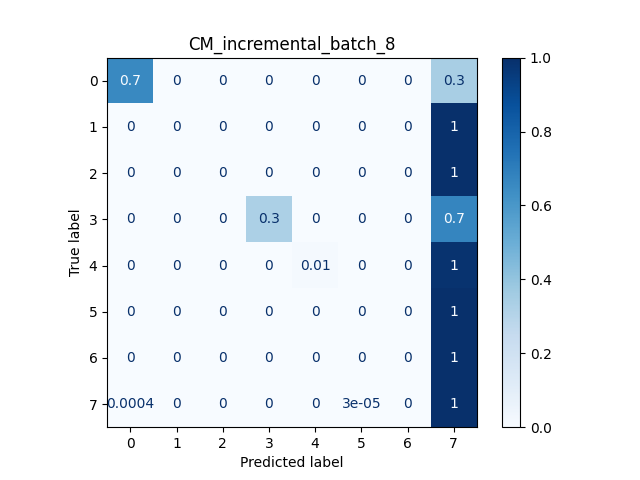 CM_incremental_batch_8
0 0.7 0 0 0 0 0 0 0.3
1 0 0 0 0 0 0 0 1
2 0 0 0 0 0 0 0 1
3 0 0 0 0.3 0 0 0 0.7
4 0 0 0 0 0.01 0 0 1
5 0 0 0 0 0 0 0 1
6 0 0 0 0 0 0 0 1
7 0.0004 0 0 0 0 3e-05 0 1
0 1 2 3 4 5 6 7
Predicted label
True label
1.0
0.8
0.6
0.4
0.2
0.0